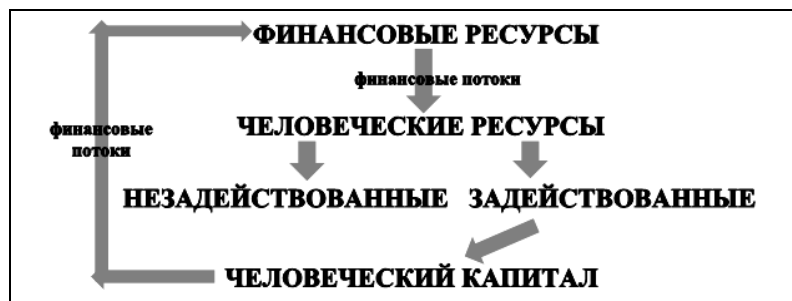 ФИНАНСОВЫЕ РЕСУРСЫ
финансовые потоки
финансовые
потоки
ЧЕЛОВЕЧЕСКИЕ РЕСУРСЫ
НЕЗАДЕЙСТВОВАННЫЕ ЗАДЕЙСТВОВАННЫЕ
ЧЕЛОВЕЧЕСКИЙ КАПИТАЛ